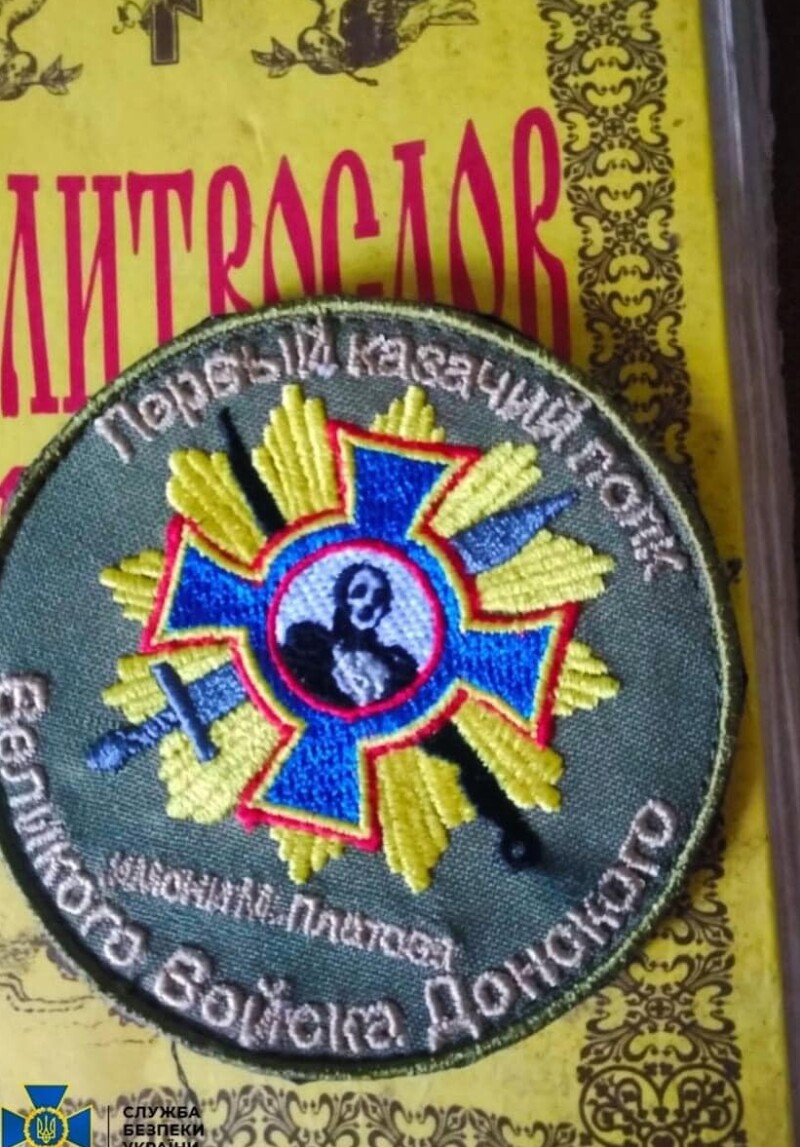 ЛИТВОСЛОВ
Первый казачий полк
имени М. Платова
Великого Войска Донского
СЛУЖБА
БЕЗПЕКИ
УКРАЇНИ